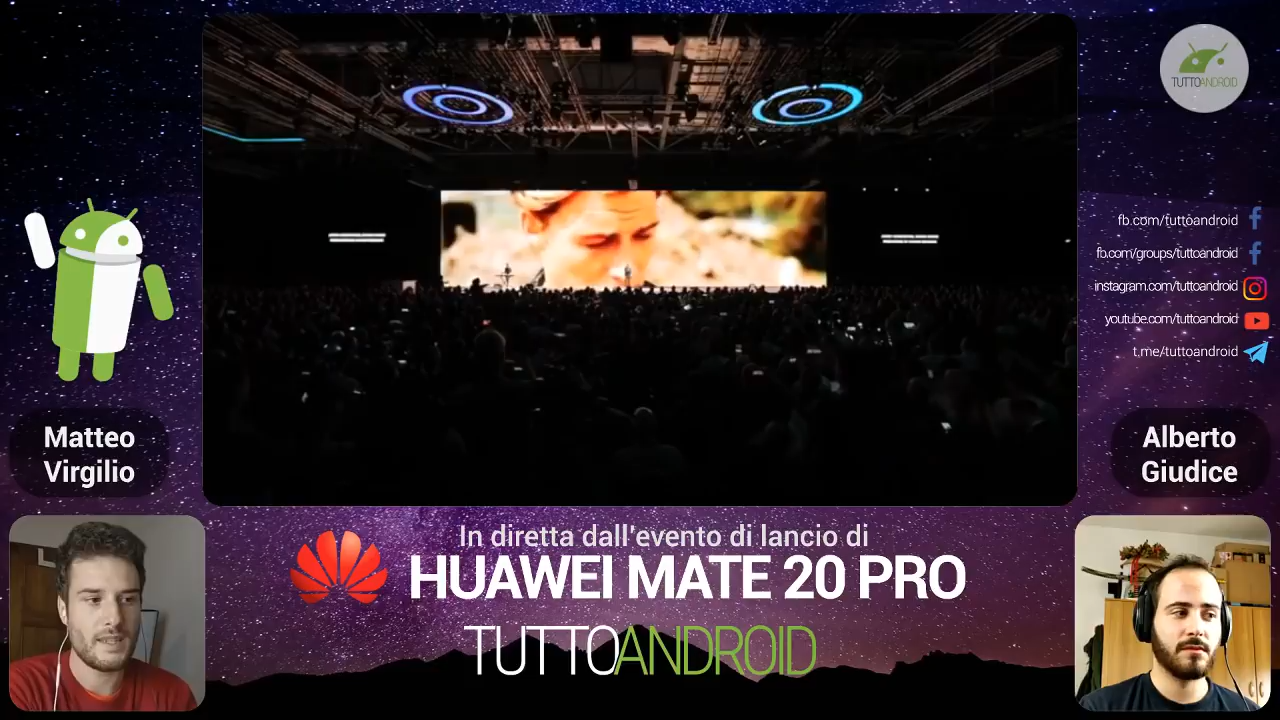 TUTTOANDROID
fb.com/tuttoandroid
fb.com/groups/tuttoandroid
instagram.com/tuttoandroid
youtube.com/tuttoandroid
t.me/tuttoandroid
Matteo
Virgilio
Alberto
Giudice
In diretta dall'evento di lancio di
HUAWEI MATE 20 PRO
TUTTOANDROID